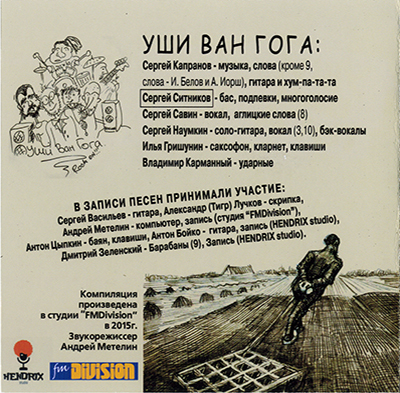 УШИ ВАН ГОГА:
Сергей Капранов - музыка, слова (кроме 9,
слова - И. Белов и А. Иорш), гитара и хум-па-та-та
Сергей Ситников - бас, подпевки, многоголосие
Сергей Савин - вокал, аглицкие слова (8)
Сергей Наумкин - соло-гитара, вокал (3,10), бэк-вокалы
Илья Гришунин - саксофон, кларнет, клавиши
Владимир Карманный - ударные
Уши Ван Гога.
В ЗАПИСИ ПЕСЕН ПРИНИМАЛИ УЧАСТИЕ:
Сергей Васильев - гитара, Александр (Тигр) Лучков - скрипка,
Андрей Метелин - компьютер, запись (студия "FMDivision"),
Антон Цыпкин - баян, клавиши, Антон Бойко - гитара, запись (HENDRIX studio),
Дмитрий Зеленский - Барабаны (9), Запись (HENDRIX studio).
Компиляция
произведена
в студии "FMDivision"
в 2015г.
Звукорежиссер
Андрей Метелин
HENDRIX
studio
fm DIVISION